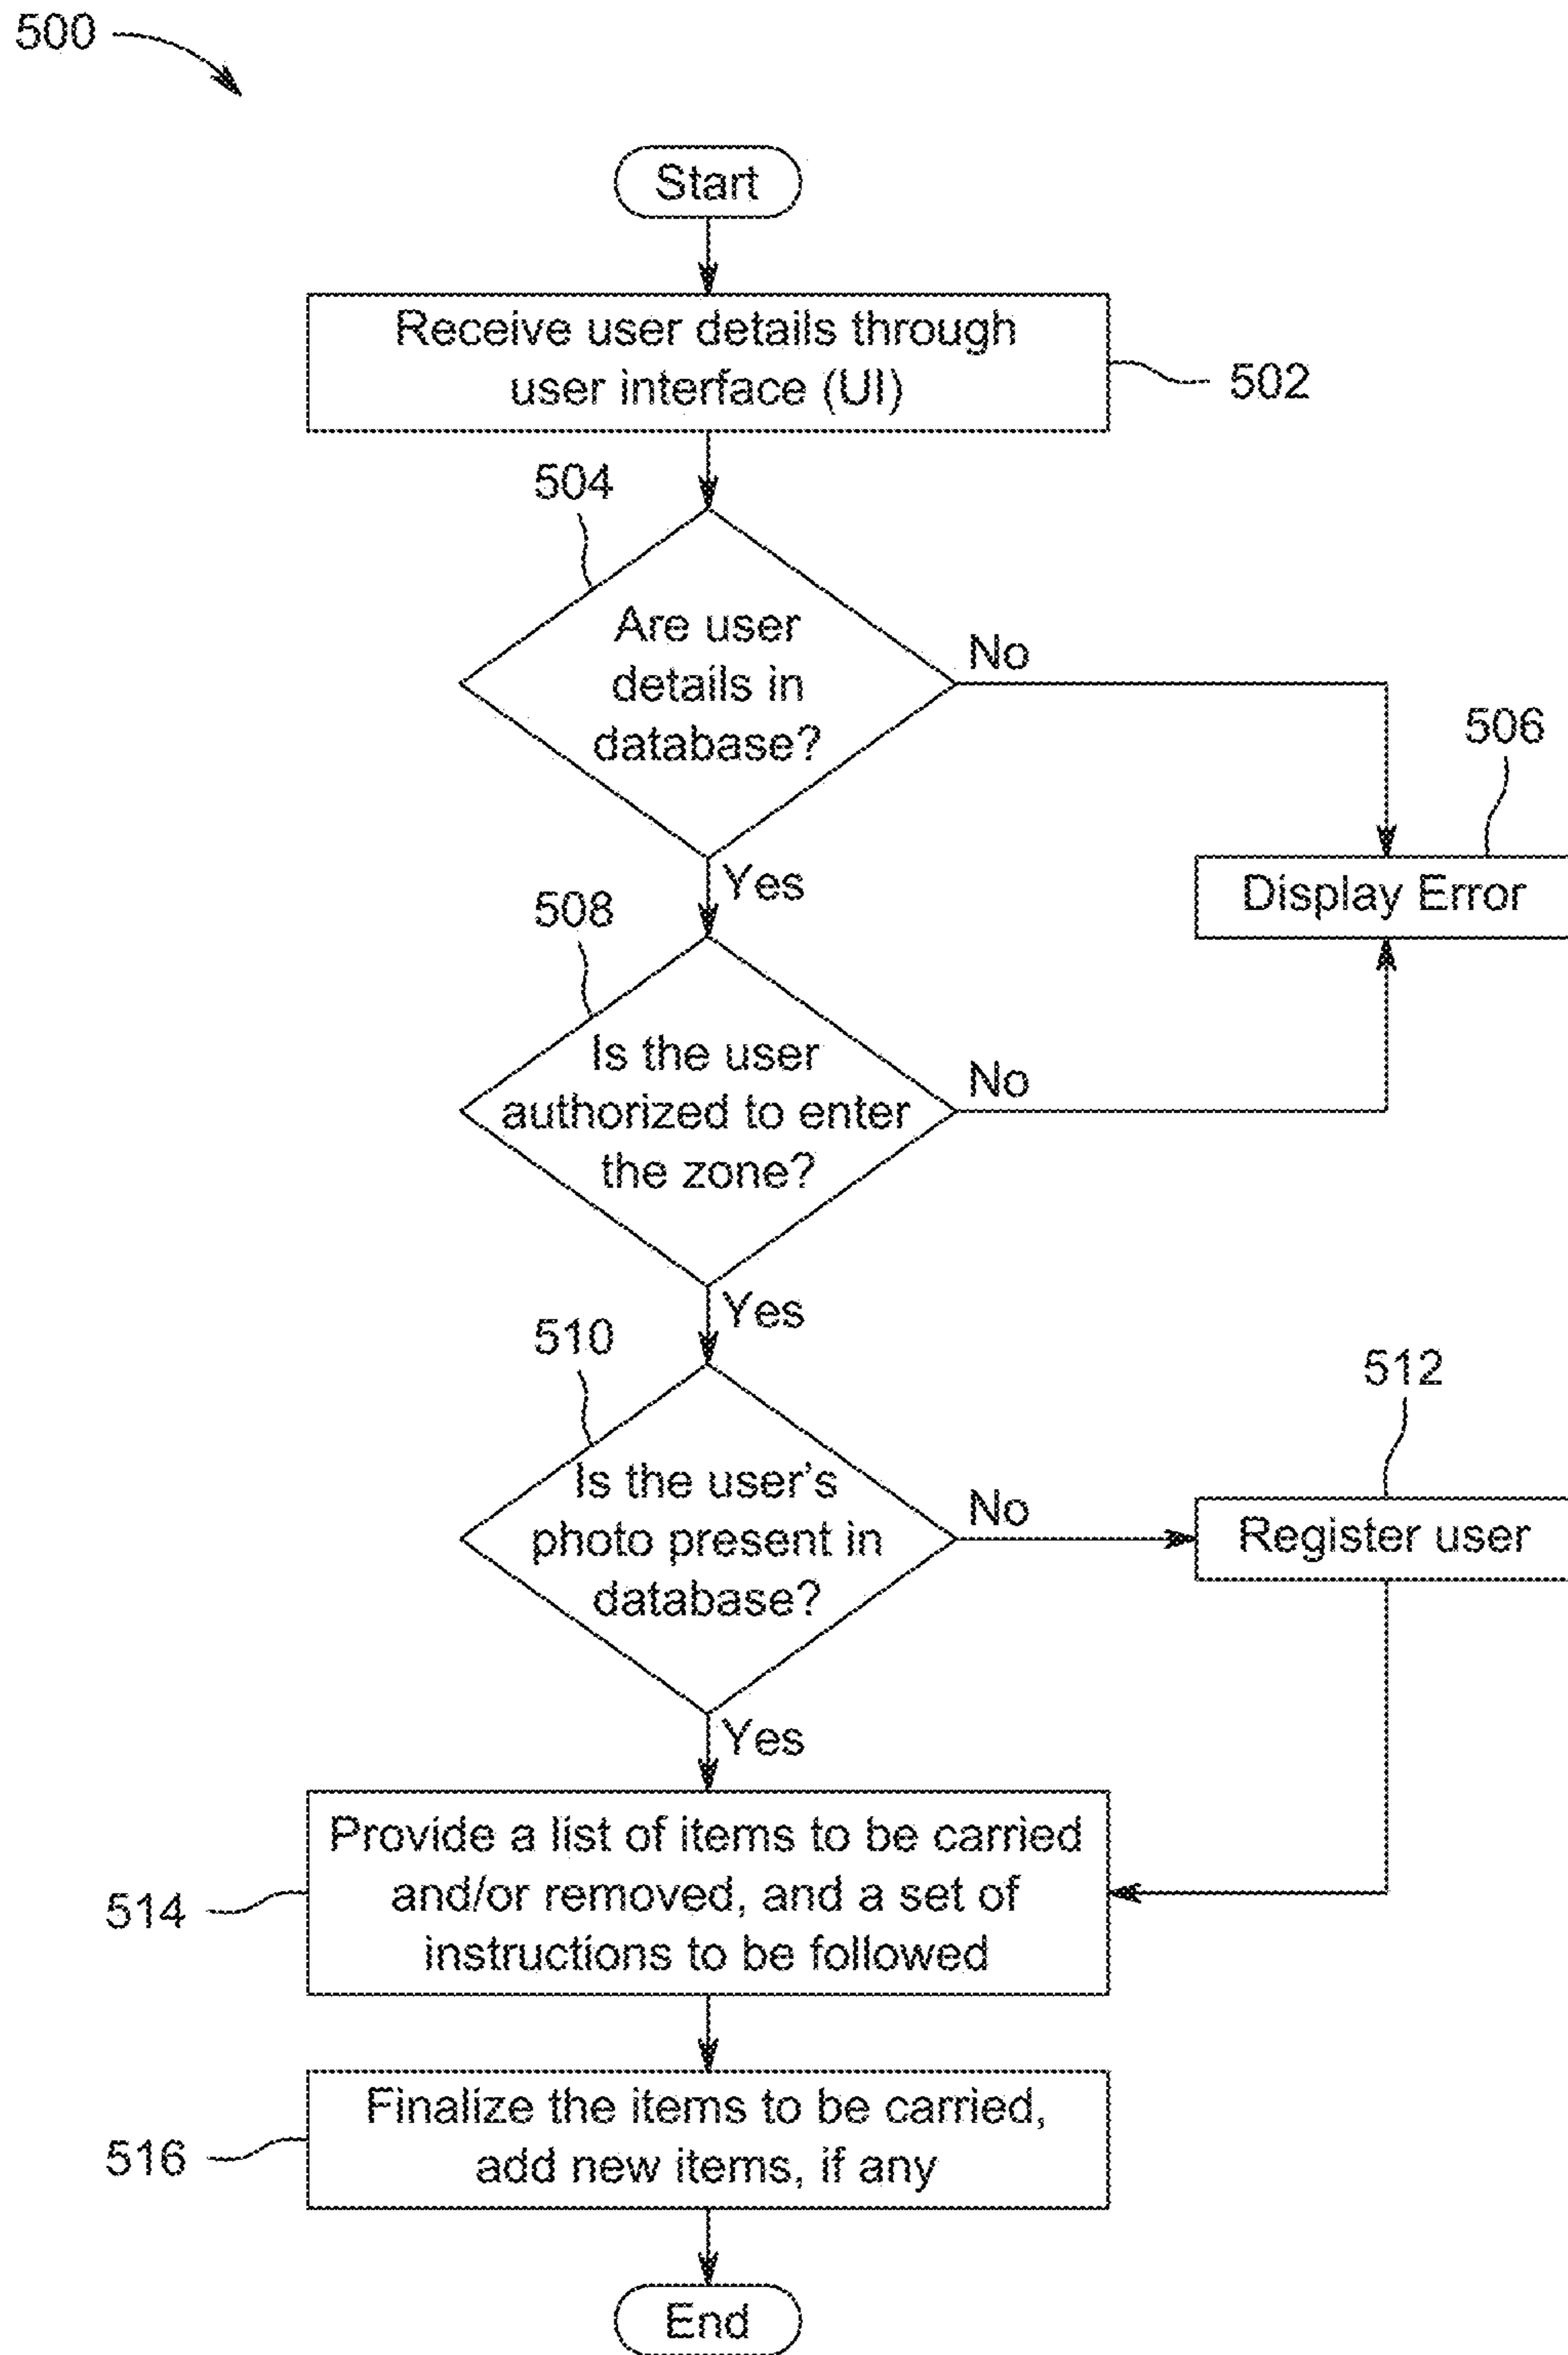 500
Start
Receive user details through
user interface (UI)
502
504
Are user
details in
database?
No
506
Display Error
Yes
508
Is the user
authorized to enter
the zone?
No
Yes
510
Is the user's
photo present in
database?
No
512
Register user
Yes
514
Provide a list of items to be carried
and/or removed, and a set of
instructions to be followed
516
Finalize the items to be carried,
add new items, if any
End